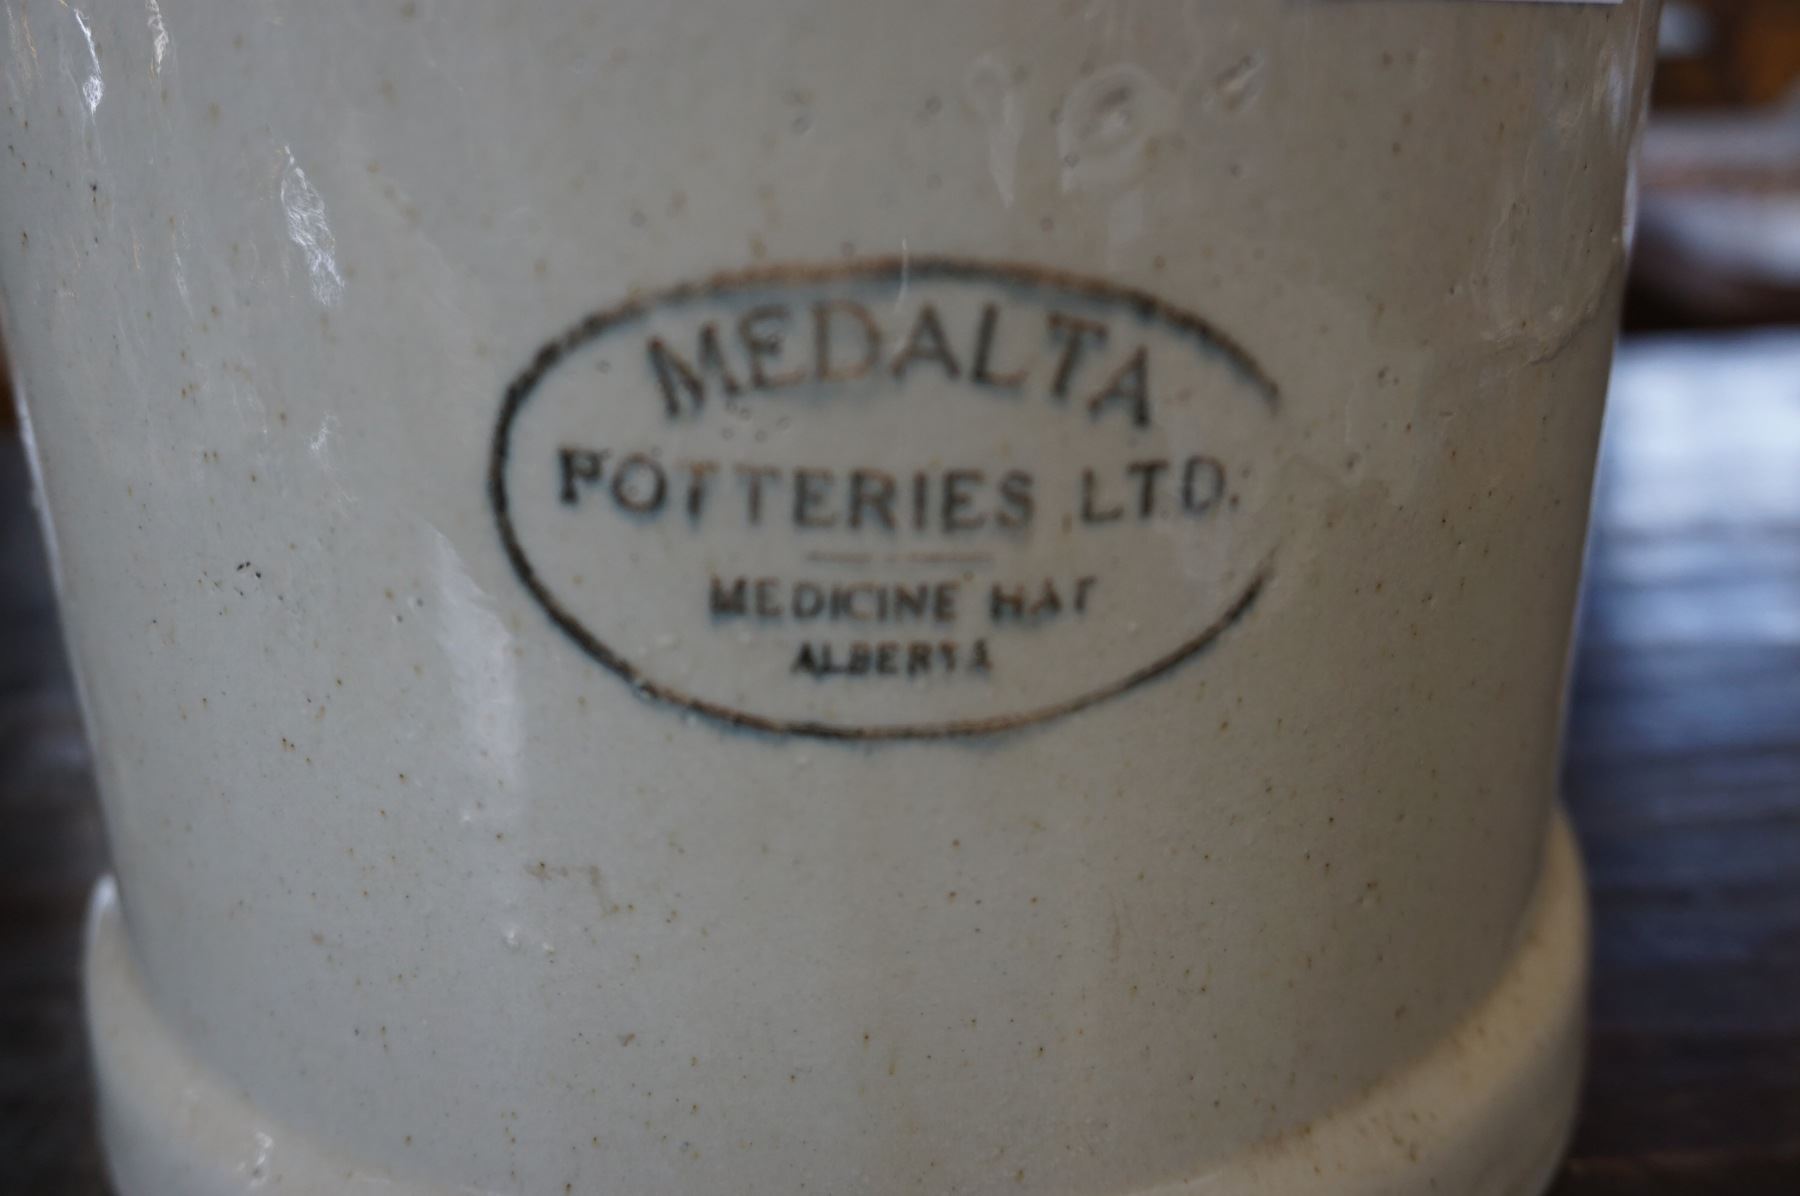 MEDALTA
POTTERIES LTD.
MEDICINE HAT
ALBERTA